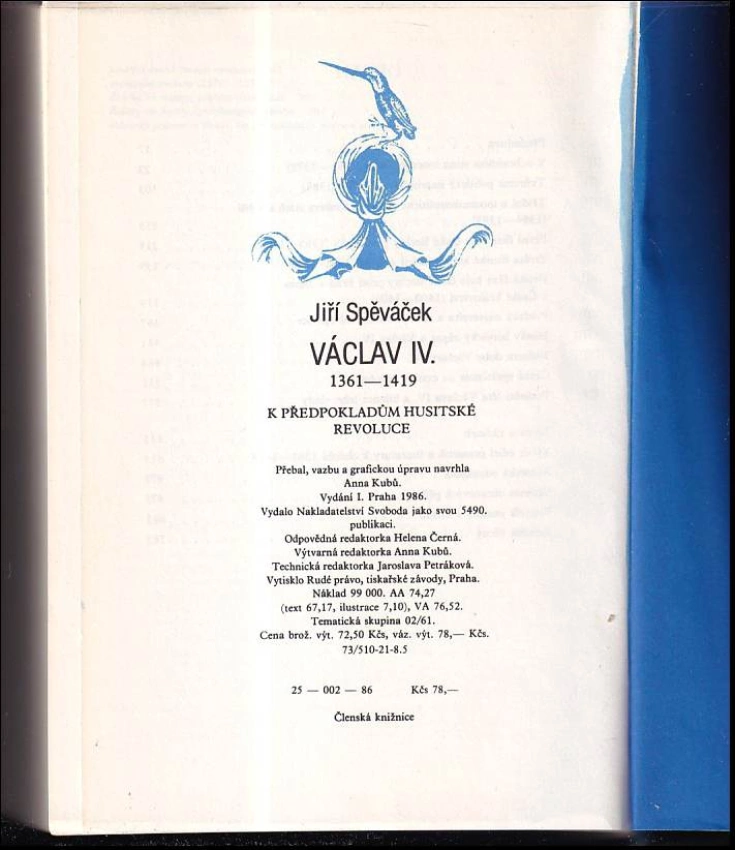 Jiří Spěváček
VÁCLAV IV.
1361—1419
K PŘEDPOKLADŮM HUSITSKÉ
REVOLUCE
Přebal, vazbu a grafickou úpravu navrhla
Anna Kubů.
Vydání I. Praha 1986.
Vydalo Nakladatelství Svoboda jako svou 5490.
publikaci.
Odpovědná redaktorka Helena Černá.
Výtvarná redaktorka Anna Kubů.
Technická redaktorka Jaroslava Petráková.
Vytisklo Rudé právo, tiskařské závody, Praha.
Náklad 99 000. AA 74,27
(text 67,17, ilustrace 7,10), VA 76,52.
Tematická skupina 02/61.
Cena brož. výt. 72,50 Kčs, váz. výt. 78,— Kčs.
73/510-21-8.5
25 — 002 — 86 Kčs 78,—
Členská knižnice